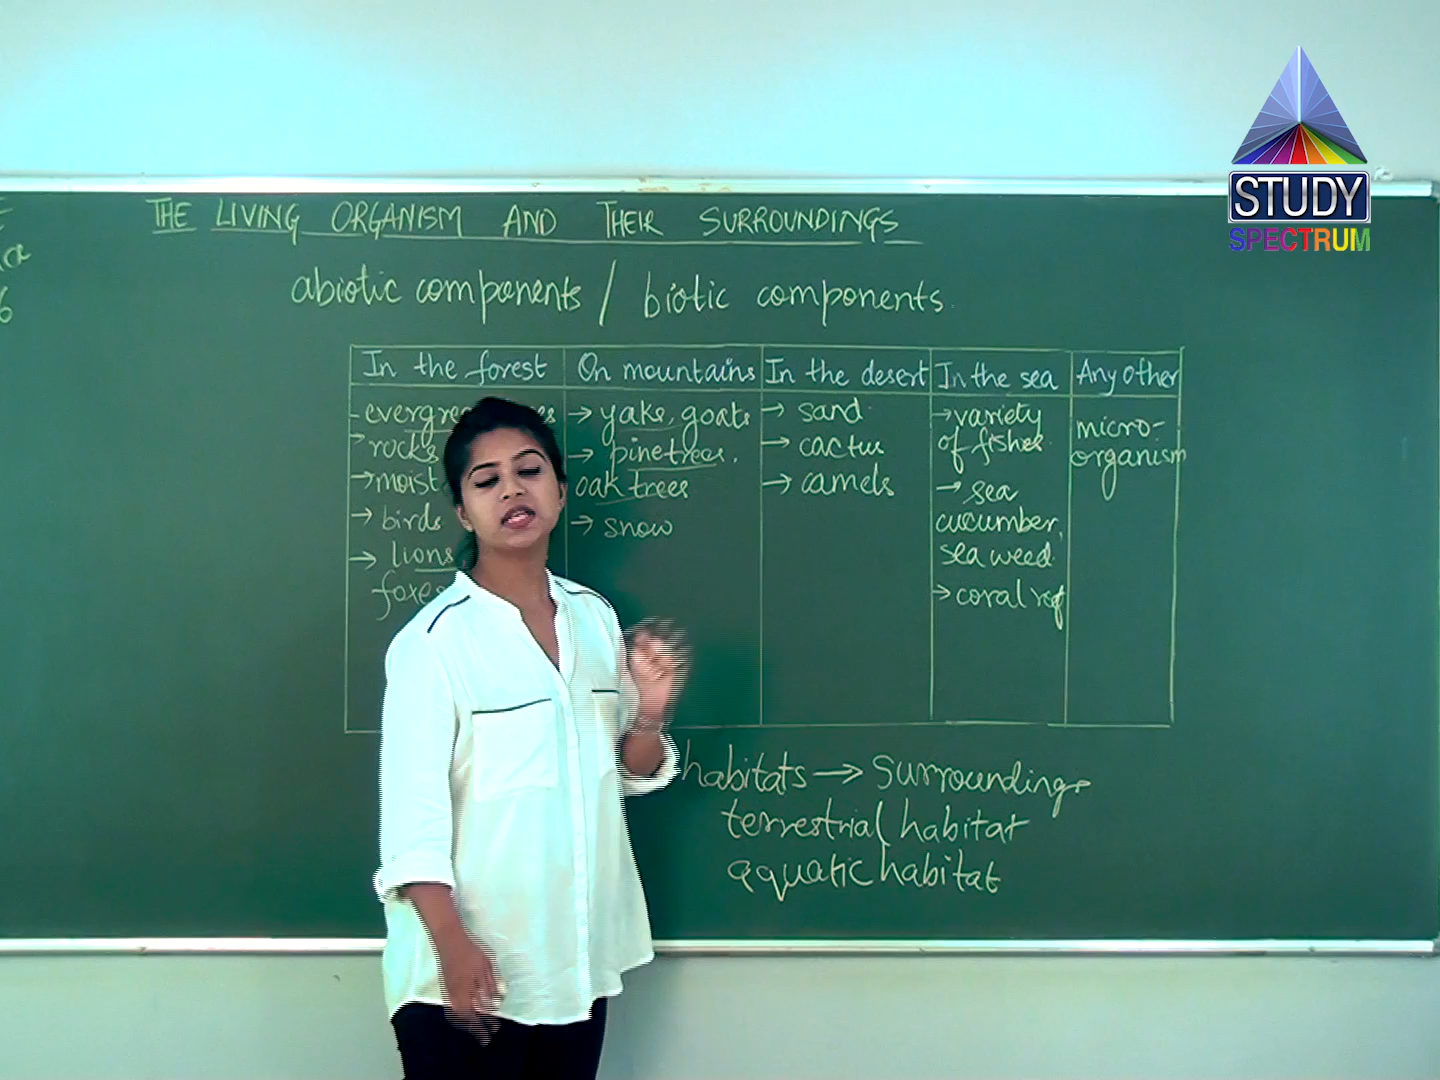 THE LIVING ORGANISM AND THEIR SURROUNDINGS
STUDY
SPECTRUM
6
abiotic components / biotic components.
In the forest
On mountains
In the desert
In the sea
Any other
→ rocks
→ moist
→ birds
→ lions
→ yaks, goats
→ pinetrees,
oak trees
→ snow
→ sand
→ cactus
→ camels
→ variety
of fishes
→ sea
cucumber,
sea weed.
→ coral
micro-
organism
habitats → Surroundings
terrestrial habitat
aquatic habitat